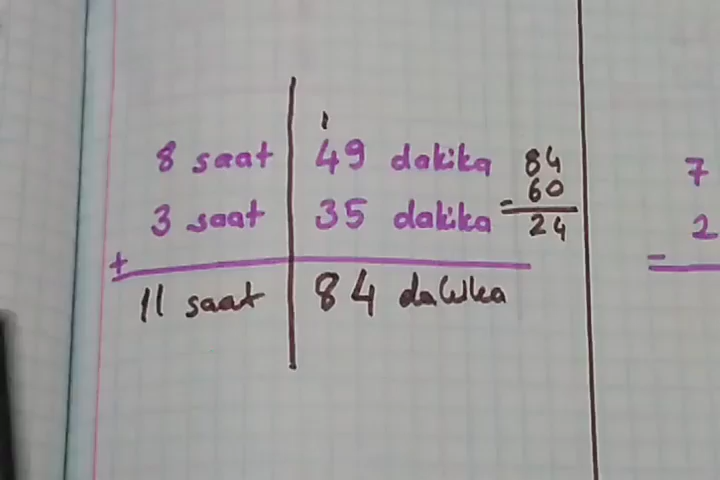 1
8 saat 49 dakika 84
- 60
3 saat 35 dakika 24
+
11 saat 84 dakika
7
2
-